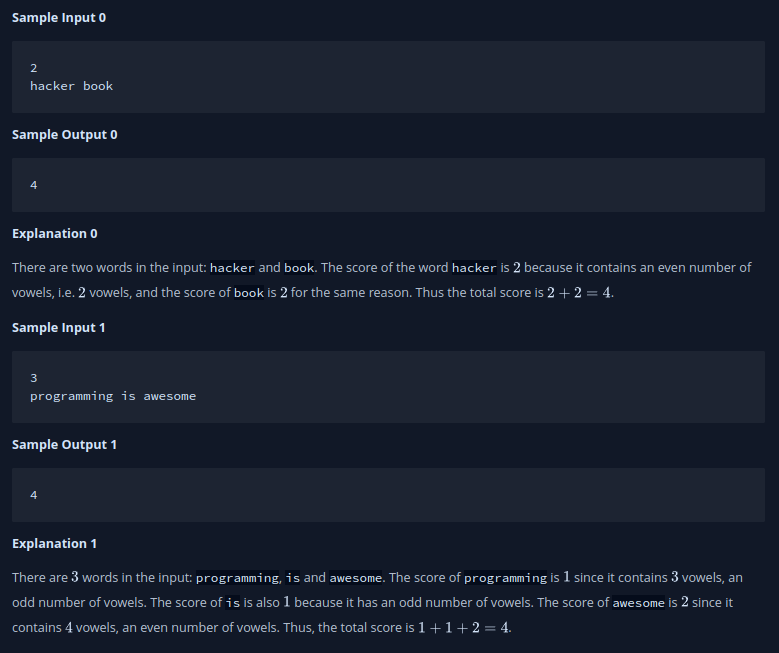 Sample Input 0
2
hacker book
Sample Output 0
4
Explanation 0
There are two words in the input: hacker and book. The score of the word hacker is 2 because it contains an even number of
vowels, i.e. 2 vowels, and the score of book is 2 for the same reason. Thus the total score is 2 + 2 = 4.
Sample Input 1
3
programming is awesome
Sample Output 1
4
Explanation 1
There are 3 words in the input: programming, is and awesome. The score of programming is 1 since it contains 3 vowels, an
odd number of vowels. The score of is is also 1 because it has an odd number of vowels. The score of awesome is 2 since it
contains 4 vowels, an even number of vowels. Thus, the total score is 1 + 1 + 2 = 4.